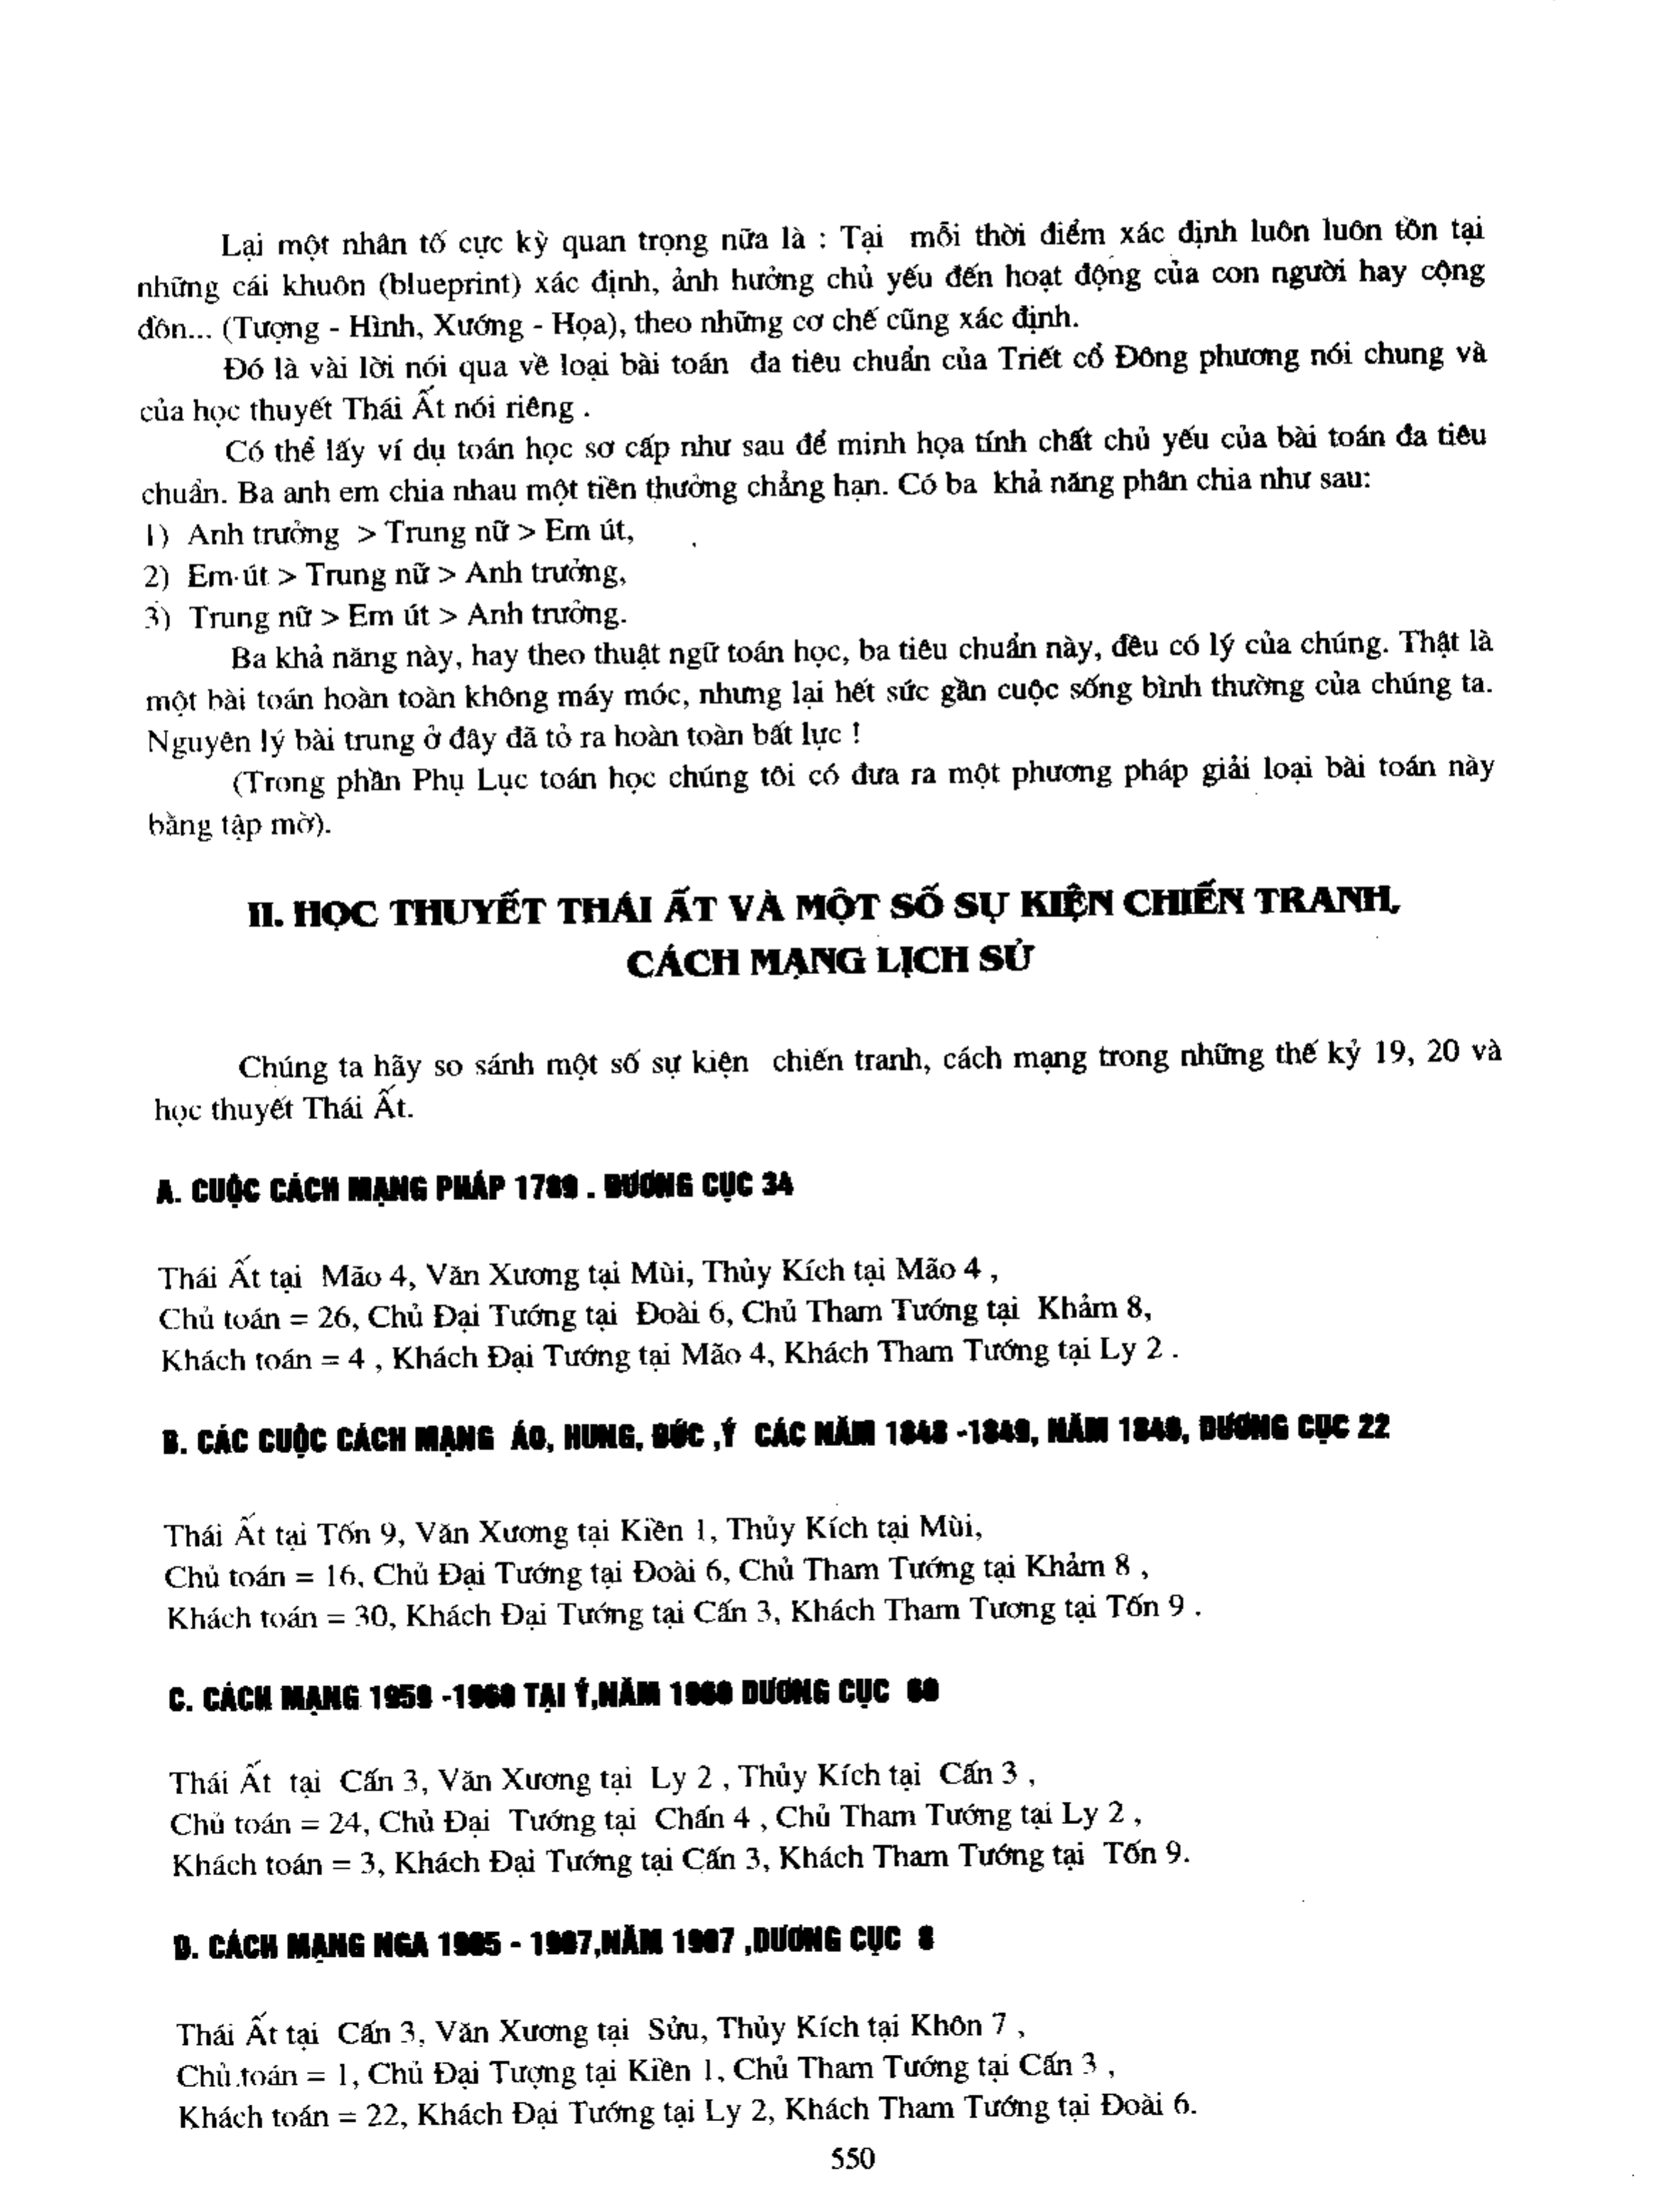 Lại một nhân tố cực kỳ quan trọng nữa là : Tại mỗi thời điểm xác định luôn luôn tồn tại
những cái khuôn (blueprint) xác định, ảnh hưởng chủ yếu đến hoạt động của con người hay cộng
đồn... (Tượng - Hình, Xướng - Họa), theo những cơ chế cũng xác định.
Đó là vài lời nói qua về loại bài toán đa tiêu chuẩn của Triết cổ Đông phương nói chung và
của học thuyết Thái Ất nói riêng .
Có thể lấy ví dụ toán học sơ cấp như sau để minh họa tính chất chủ yếu của bài toán đa tiêu
chuẩn. Ba anh em chia nhau một tiền thưởng chẳng hạn. Có ba khả năng phân chia như sau:
1) Anh trưởng > Trung nữ > Em út,
2) Em út > Trung nữ > Anh trưởng,
3) Trung nữ > Em út > Anh trưởng.
Ba khả năng này, hay theo thuật ngữ toán học, ba tiêu chuẩn này, đều có lý của chúng. Thật là
một bài toán hoàn toàn không máy móc, nhưng lại hết sức gần cuộc sống bình thường của chúng ta.
Nguyên lý bài trung ở đây đã tỏ ra hoàn toàn bất lực !
(Trong phần Phụ Lục toán học chúng tôi có đưa ra một phương pháp giải loại bài toán này
bằng tập mờ).
II. HỌC THUYẾT THÁI ẤT VÀ MỘT SỐ SỰ KIỆN CHIẾN TRANH,
CÁCH MẠNG LỊCH SỬ
Chúng ta hãy so sánh một số sự kiện chiến tranh, cách mạng trong những thế kỷ 19, 20 và
học thuyết Thái Ất.
A. CUỘC CÁCH MẠNG PHÁP 1789 . DƯƠNG CỤC 34
Thái Ất tại Mão 4, Văn Xương tại Mùi, Thủy Kích tại Mão 4 ,
Chủ toán = 26, Chủ Đại Tướng tại Đoài 6, Chủ Tham Tướng tại Khảm 8,
Khách toán = 4 , Khách Đại Tướng tại Mão 4, Khách Tham Tướng tại Ly 2 .
B. CÁC CUỘC CÁCH MẠNG ÁO, HUNG, ĐỨC ,Ý CÁC NĂM 1848 -1849, NĂM 1849, DƯƠNG CỤC 22
Thái Ất tại Tốn 9, Văn Xương tại Kiền 1, Thủy Kích tại Mùi,
Chủ toán = 16, Chủ Đại Tướng tại Đoài 6, Chủ Tham Tướng tại Khảm 8 ,
Khách toán = 30, Khách Đại Tướng tại Cấn 3, Khách Tham Tương tại Tốn 9 .
C. CÁCH MẠNG 1959 -1960 TẠI Ý,NĂM 1960 DƯƠNG CỤC 60
Thái Ất tại Cấn 3, Văn Xương tại Ly 2 , Thủy Kích tại Cấn 3 ,
Chủ toán = 24, Chủ Đại Tướng tại Chấn 4 , Chủ Tham Tướng tại Ly 2 ,
Khách toán = 3, Khách Đại Tướng tại Cấn 3, Khách Tham Tướng tại Tốn 9.
D. CÁCH MẠNG NGA 1905 - 1907,NĂM 1907 ,DƯƠNG CỤC 8
Thái Ất tại Cấn 3, Văn Xương tại Sửu, Thủy Kích tại Khôn 7 ,
Chủ toán = 1, Chủ Đại Tượng tại Kiền 1, Chủ Tham Tướng tại Cấn 3 ,
Khách toán = 22, Khách Đại Tướng tại Ly 2, Khách Tham Tướng tại Đoài 6.
550